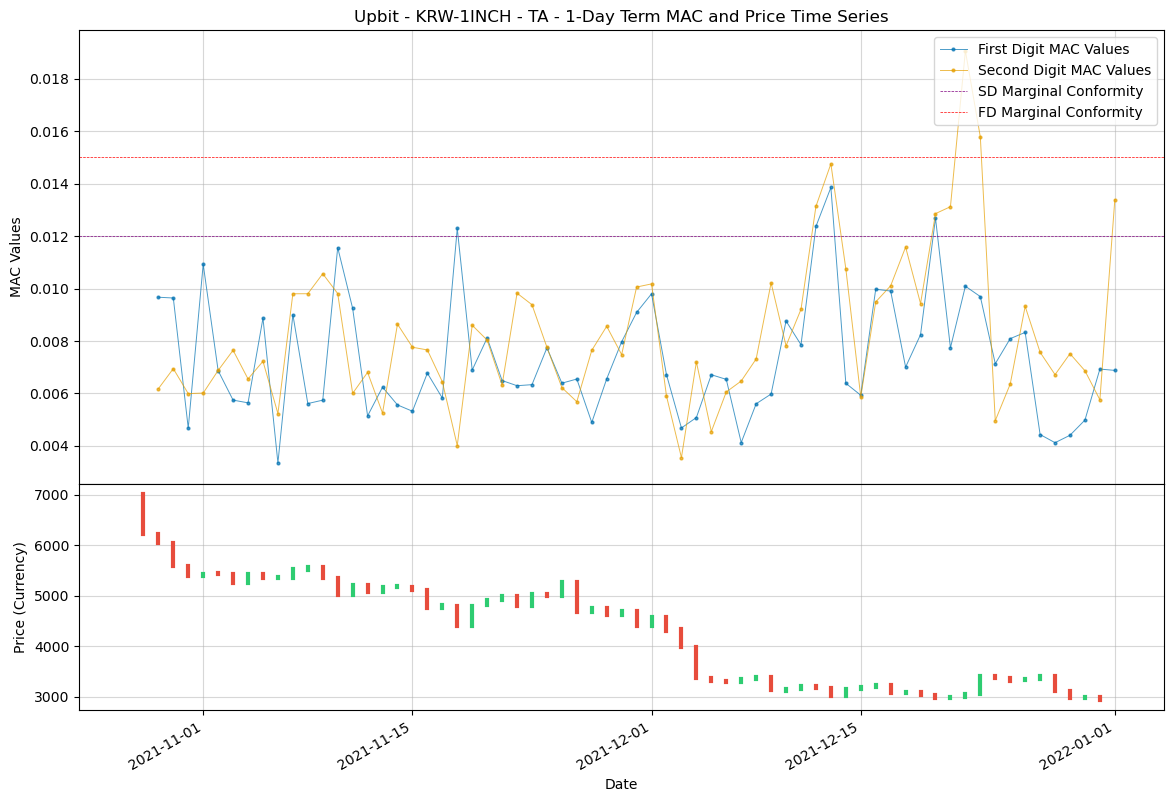 Upbit - KRW-1INCH - TA - 1-Day Term MAC and Price Time Series
First Digit MAC Values
Second Digit MAC Values
SD Marginal Conformity
FD Marginal Conformity
MAC Values
0.018
0.016
0.014
0.012
0.010
0.008
0.006
0.004
Price (Currency)
7000
6000
5000
4000
3000
2021-11-01
2021-11-15
2021-12-01
2021-12-15
2022-01-01
Date